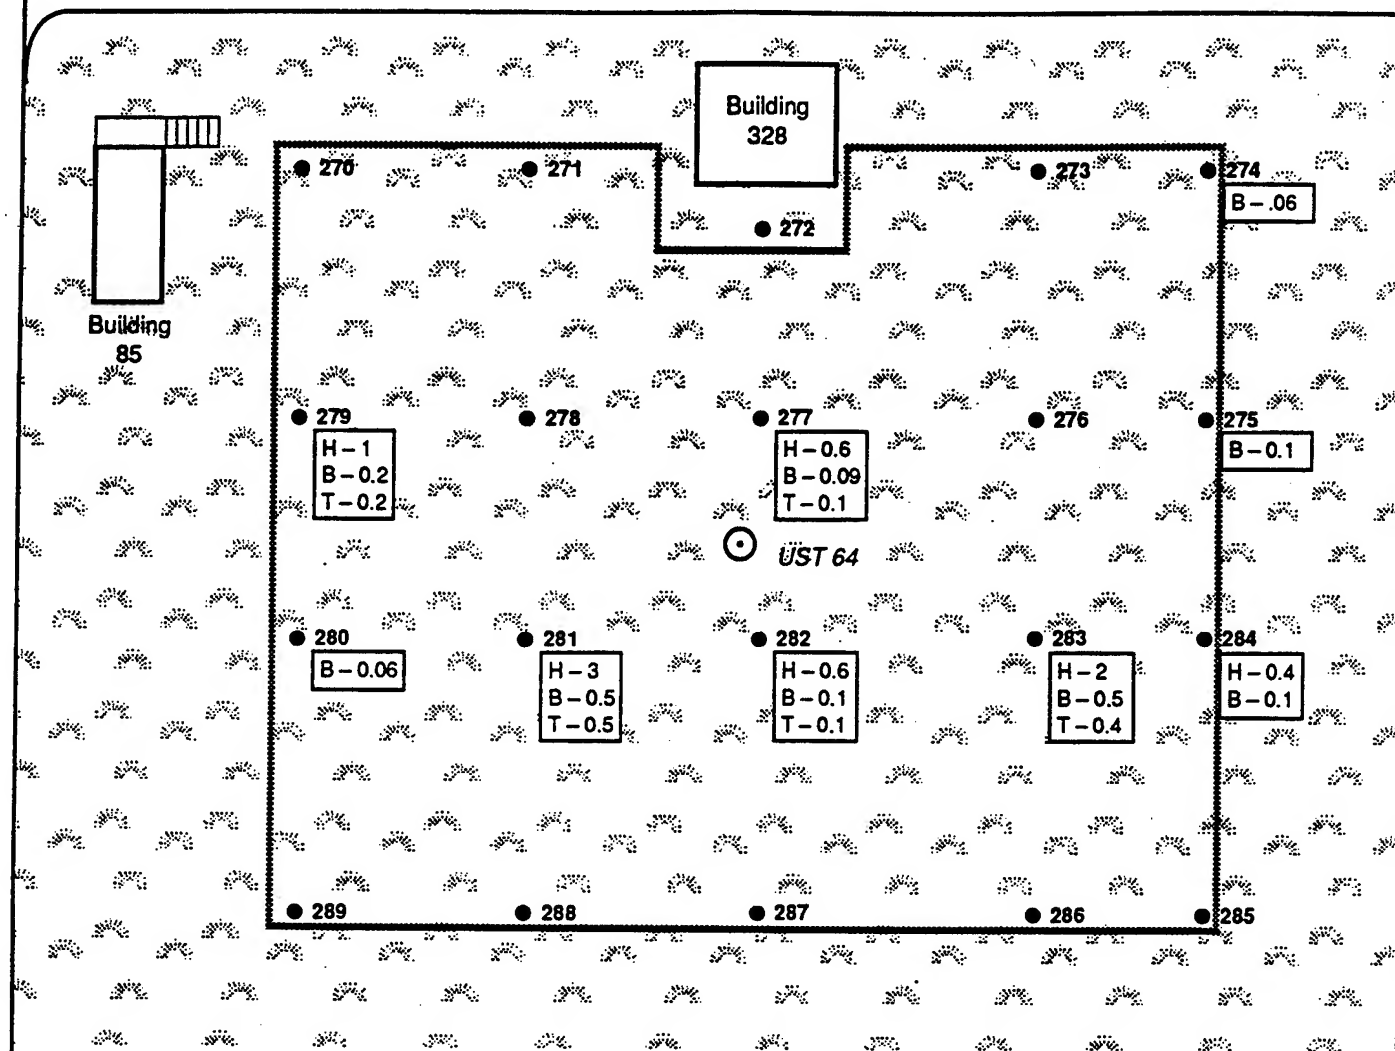 Building
328
270
271
273
274
B – .06
272
Building
85
279
H – 1
B – 0.2
T – 0.2
278
277
H – 0.6
B – 0.09
T – 0.1
276
275
B – 0.1
UST 64
280
B – 0.06
281
H – 3
B – 0.5
T – 0.5
282
H – 0.6
B – 0.1
T – 0.1
283
H – 2
B – 0.5
T – 0.4
284
H – 0.4
B – 0.1
289
288
287
286
285